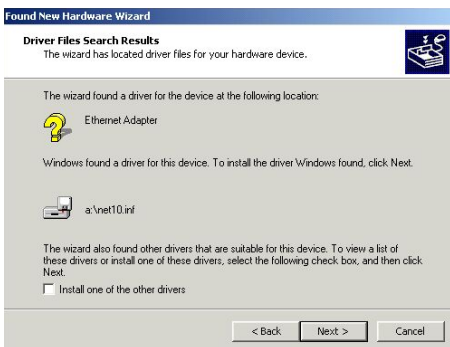 Found New Hardware Wizard
Driver Files Search Results
The wizard has located driver files for your hardware device.
The wizard found a driver for the device at the following location:
Ethernet Adapter
Windows found a driver for this device. To install the driver Windows found, click Next.
a:\net10.inf
The wizard also found other drivers that are suitable for this device. To view a list of
these drivers or install one of these drivers, select the following check box, and then click
Next.
Install one of the other drivers
< Back
Next >
Cancel